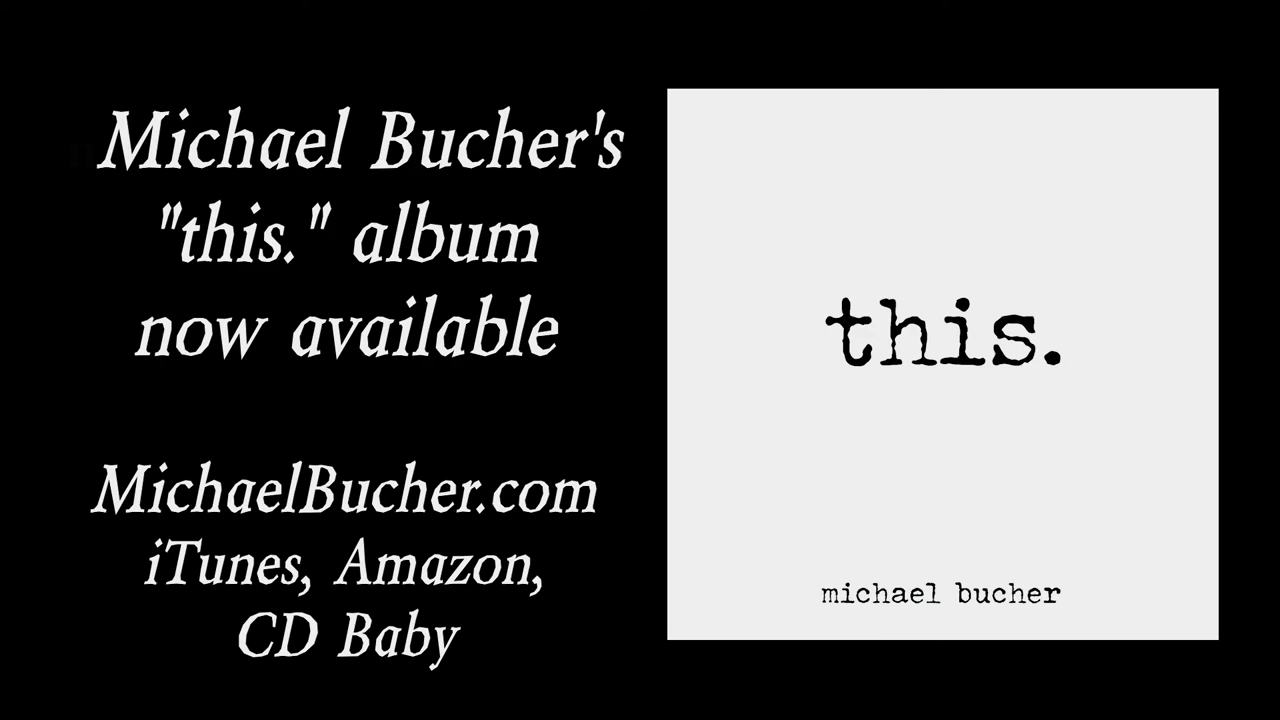 Michael Bucher's
"this." album
now available
MichaelBucher.com
iTunes, Amazon,
CD Baby
this.
michael bucher